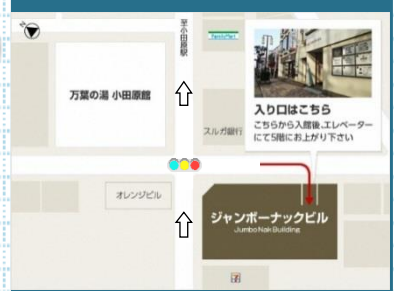 至小田原駅
FamilyMart
万葉の湯 小田原館
入り口はこちら
こちらから入館後、エレベーター
にて5階にお上がり下さい
スルガ銀行
オレンジビル
ジャンボーナックビル
Jumbo Nak Building